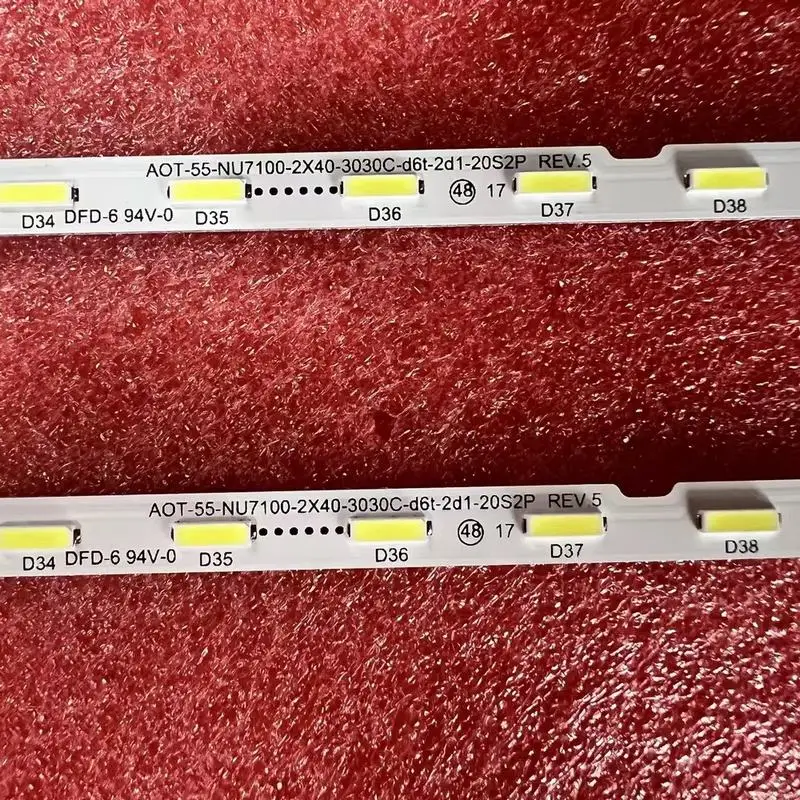 AOT-55-NU7100-2X40-3030C-d6t-2d1-20S2P REV.5
48 17
D34 DFD-6 94V-0 D35 D36 D37 D38
AOT-55-NU7100-2X40-3030C-d6t-2d1-20S2P REV.5
48 17
D34 DFD-6 94V-0 D35 D36 D37 D38